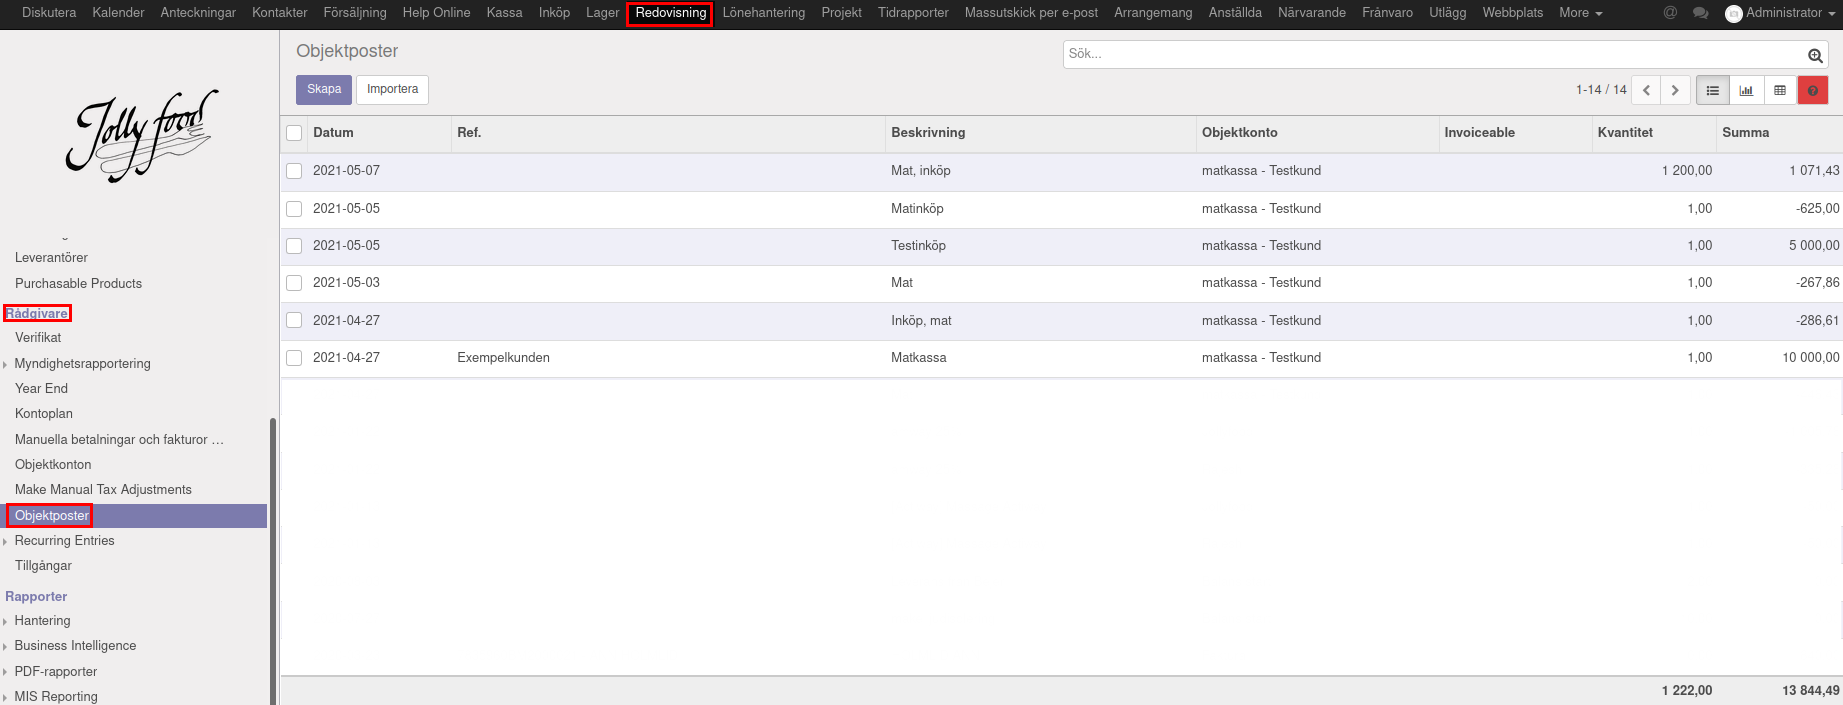 Diskutera Kalender Anteckningar Kontakter Försäljning Help Online Kassa Inköp Lager Redovisning Lönehantering Projekt Tidrapporter Massutskick per e-post Arrangemang Anställda Närvarande Frånvaro Utlägg Webbplats More @ Administrator
Jolly food
Leverantörer
Purchasable Products
Rådgivare
Verifikat
Myndighetsrapportering
Year End
Kontoplan
Manuella betalningar och fakturor ...
Objektkonton
Make Manual Tax Adjustments
Objektposter
Recurring Entries
Tillgångar
Rapporter
Hantering
Business Intelligence
PDF-rapporter
MIS Reporting
Objektposter
Sök...
Skapa Importera
1-14 / 14
Datum Ref. Beskrivning Objektkonto Invoiceable Kvantitet Summa
2021-05-07 Mat, inköp matkassa - Testkund 1 200,00 1 071,43
2021-05-05 Matinköp matkassa - Testkund 1,00 -625,00
2021-05-05 Testinköp matkassa - Testkund 1,00 5 000,00
2021-05-03 Mat matkassa - Testkund 1,00 -267,86
2021-04-27 Inköp, mat matkassa - Testkund 1,00 -286,61
2021-04-27 Exempelkunden Matkassa matkassa - Testkund 1,00 10 000,00
1 222,00 13 844,49